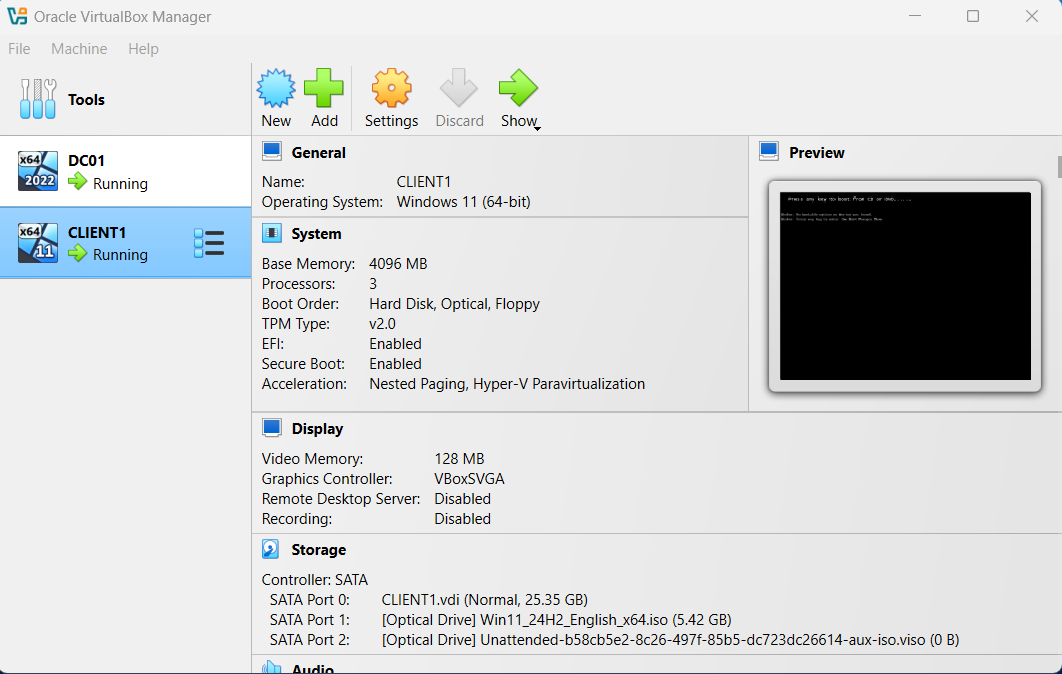 Oracle VirtualBox Manager
File Machine Help
Tools
New Add Settings Discard Show
x64 2022 DC01
Running
x64 11 CLIENT1
Running
General
Name: CLIENT1
Operating System: Windows 11 (64-bit)
System
Base Memory: 4096 MB
Processors: 3
Boot Order: Hard Disk, Optical, Floppy
TPM Type: v2.0
EFI: Enabled
Secure Boot: Enabled
Acceleration: Nested Paging, Hyper-V Paravirtualization
Preview
Press any key to boot from CD or DVD......
Display
Video Memory: 128 MB
Graphics Controller: VBoxSVGA
Remote Desktop Server: Disabled
Recording: Disabled
Storage
Controller: SATA
SATA Port 0: CLIENT1.vdi (Normal, 25.35 GB)
SATA Port 1: [Optical Drive] Win11_24H2_English_x64.iso (5.42 GB)
SATA Port 2: [Optical Drive] Unattended-b58cb5e2-8c26-497f-85b5-dc723dc26614-aux-iso.viso (0 B)
Audio